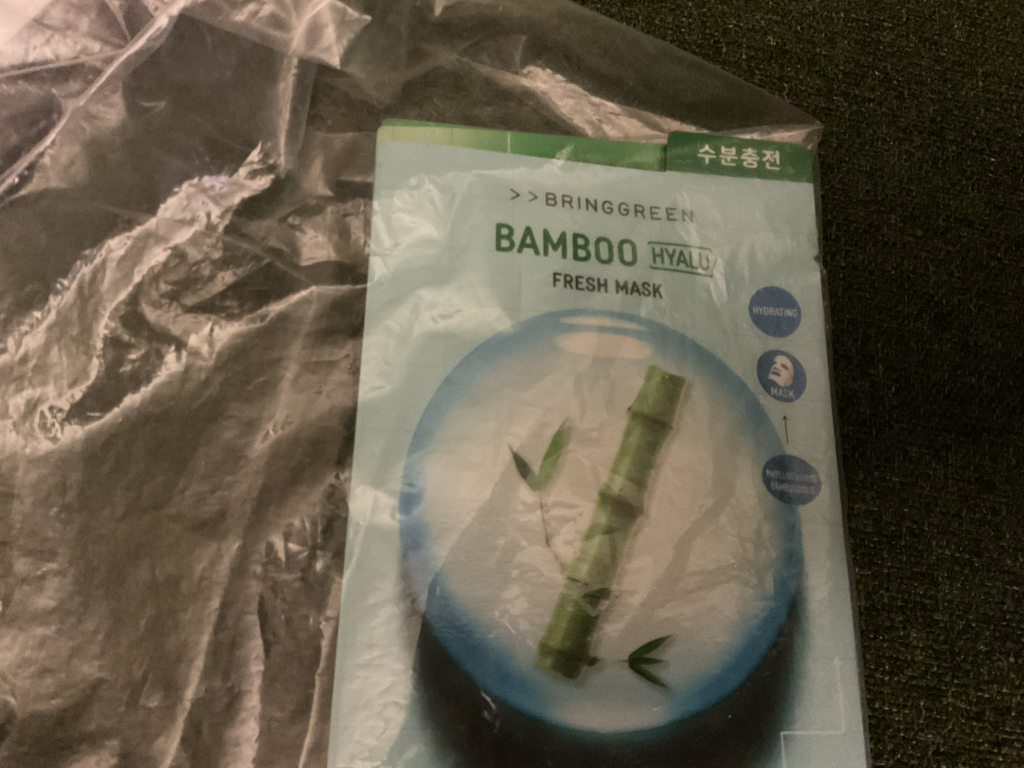 수분충전
>>BRINGGREEN
BAMBOO HYALU
FRESH MASK
HYDRATING
MASK